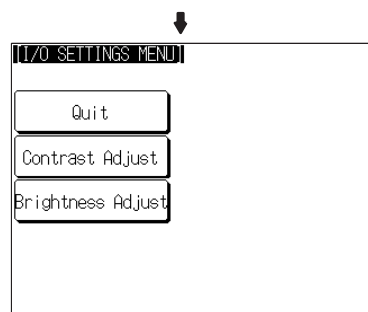 [I/O SETTINGS MENU]
Quit
Contrast Adjust
Brightness Adjust